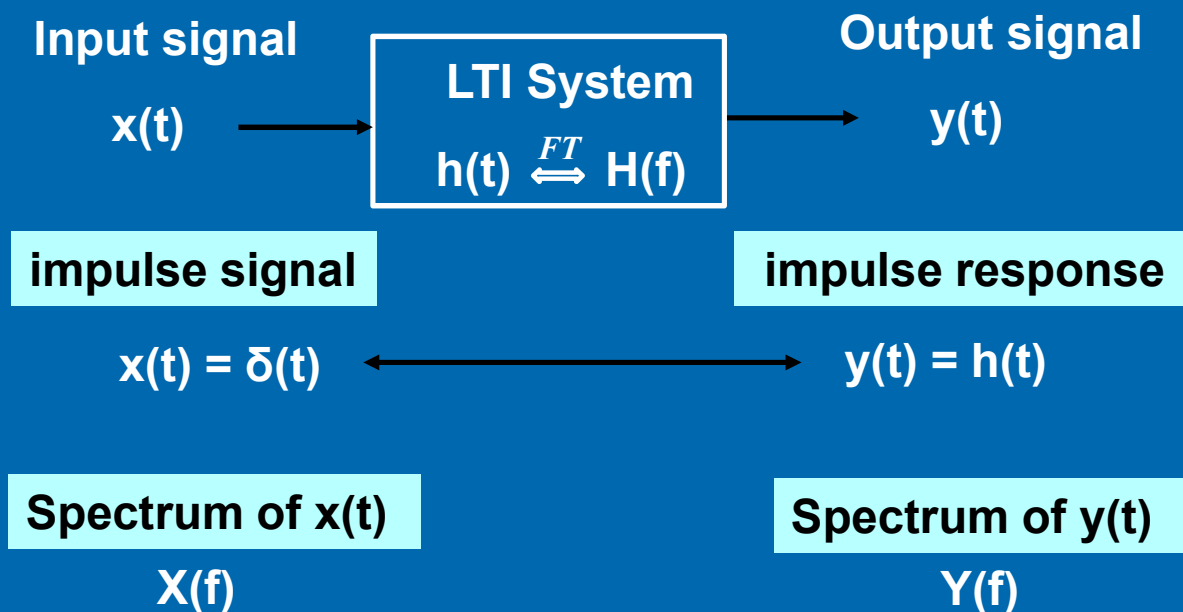 Input signal
Output signal
LTI System
x(t)
y(t)
FT
h(t) ⟺ H(f)
impulse signal
impulse response
x(t) = δ(t)
y(t) = h(t)
Spectrum of x(t)
Spectrum of y(t)
X(f)
Y(f)